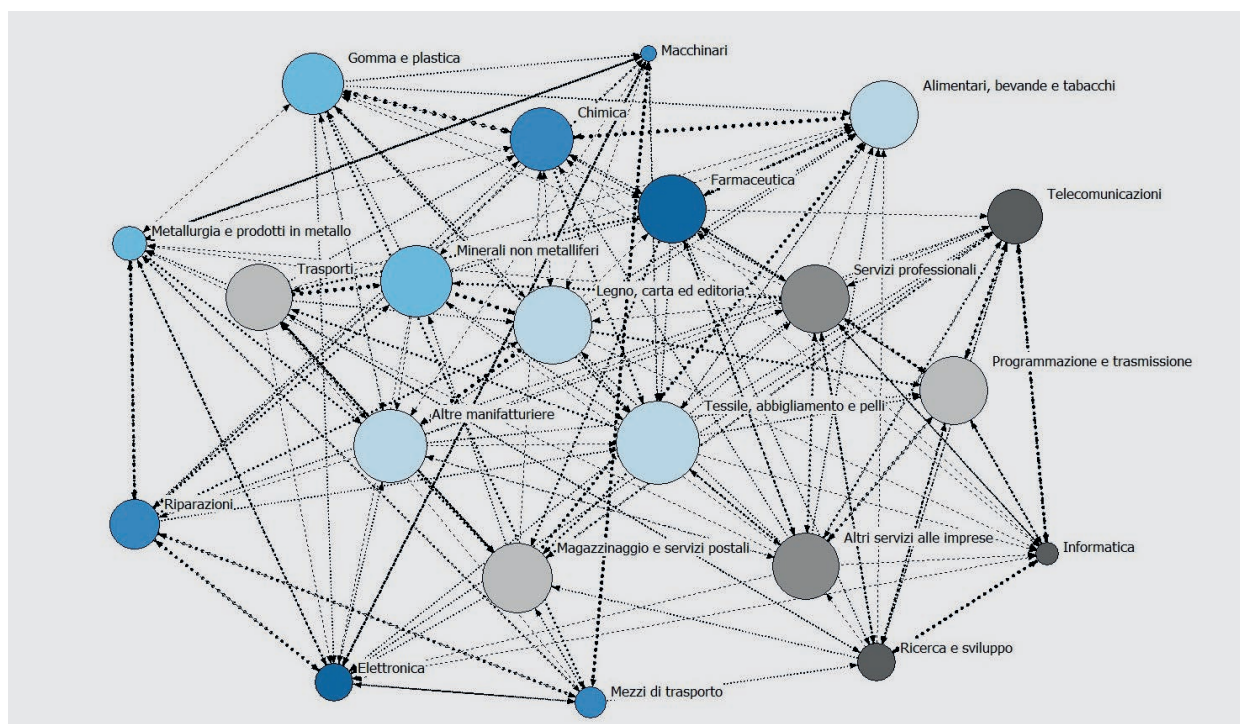 Macchinari
Gomma e plastica
Alimentari, bevande e tabacchi
Chimica
Farmaceutica
Telecomunicazioni
Metallurgia e prodotti in metallo
Minerali non metalliferi
Trasporti
Servizi professionali
Legno, carta ed editoria
Programmazione e trasmissione
Altre manifatturiere
Tessile, abbigliamento e pelli
Riparazioni
Magazzinaggio e servizi postali
Altri servizi alle imprese
Informatica
Ricerca e sviluppo
Elettronica
Mezzi di trasporto